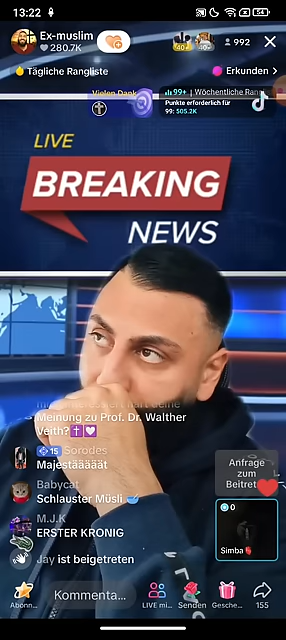 13:22
54
Ex-muslim
280.7K
992
Tägliche Rangliste
Erkunden
Vielen Dank
99+ | Wöchentliche Rang
Punkte erforderlich für
99: 505.2K
LIVE
BREAKING
NEWS
Meinung zu Prof. Dr. Walther
Veith?
15 Sorodes
Majestäääääät
Babycat
Schlauster Müsli
M.J.K
ERSTER KRONIG
Jay ist beigetreten
Anfrage
zum
Beitret
0
Simba
Kommenta...
Abonn...
LIVE mi...
Senden
Gesche...
155